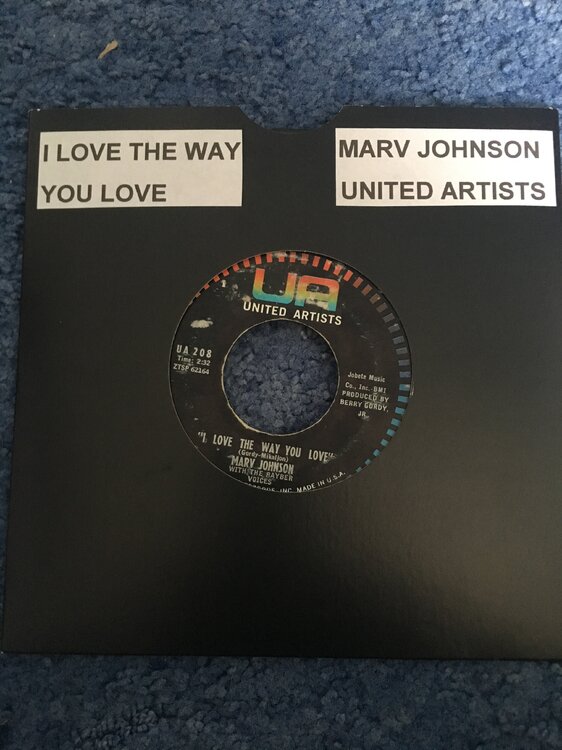 I LOVE THE WAY
YOU LOVE
MARV JOHNSON
UNITED ARTISTS
UA
UNITED ARTISTS
UA 208
Time: 2:32
ZTSP 62164
Jobete Music
Co., Inc. BMI
PRODUCED BY
BERRY GORDY,
JR.
"I LOVE THE WAY YOU LOVE"
(Gordy-Mikaljon)
MARV JOHNSON
WITH THE RAYBER
VOICES
INC. MADE IN U.S.A.